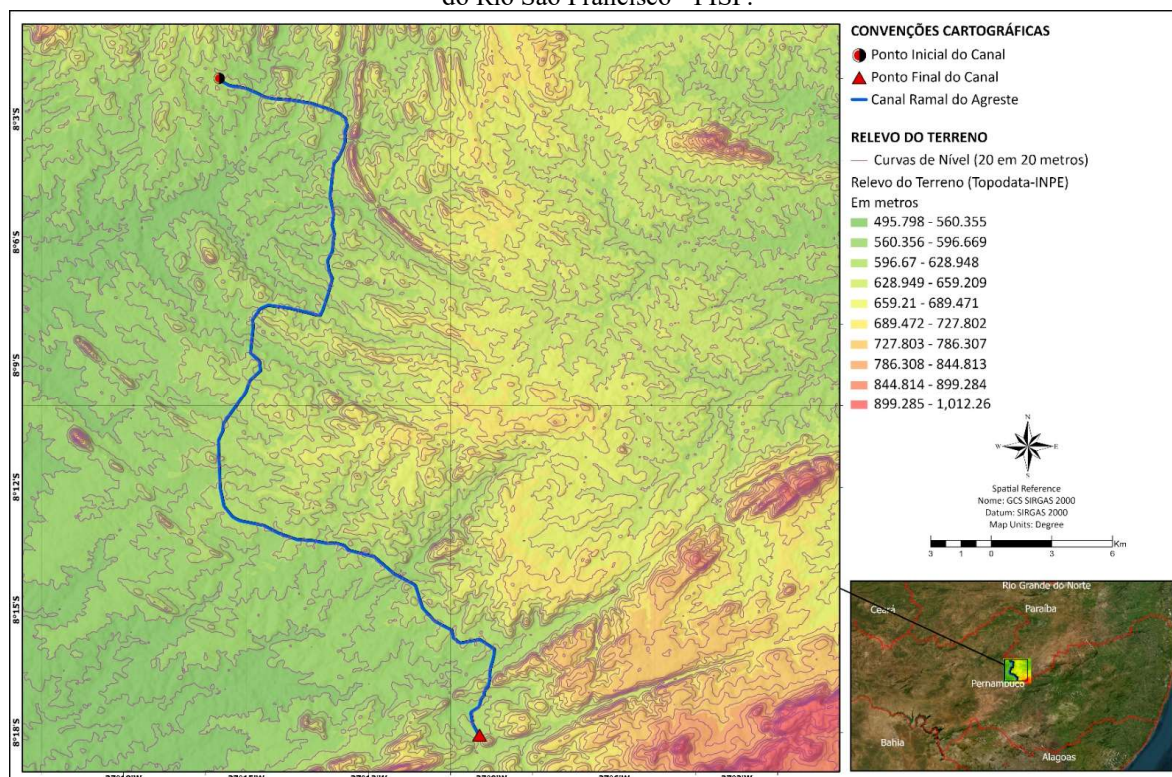 do Rio São Francisco - PISF.
CONVENÇÕES CARTOGRÁFICAS
Ponto Inicial do Canal
Ponto Final do Canal
Canal Ramal do Agreste
RELEVO DO TERRENO
Curvas de Nível (20 em 20 metros)
Relevo do Terreno (Topodata-INPE)
Em metros
495.798 - 560.355
560.356 - 596.669
596.67 - 628.948
628.949 - 659.209
659.21 - 689.471
689.472 - 727.802
727.803 - 786.307
786.308 - 844.813
844.814 - 899.284
899.285 - 1,012.26
N
W E
S
Spatial Reference
Nome: GCS SIRGAS 2000
Datum: SIRGAS 2000
Map Units: Degree
Km
3 1 0 3 6
Rio Grande do Norte
Ceará
Paraíba
Pernambuco
Bahia
Alagoas
8°3'S
8°6'S
8°9'S
8°12'S
8°15'S
8°18'S